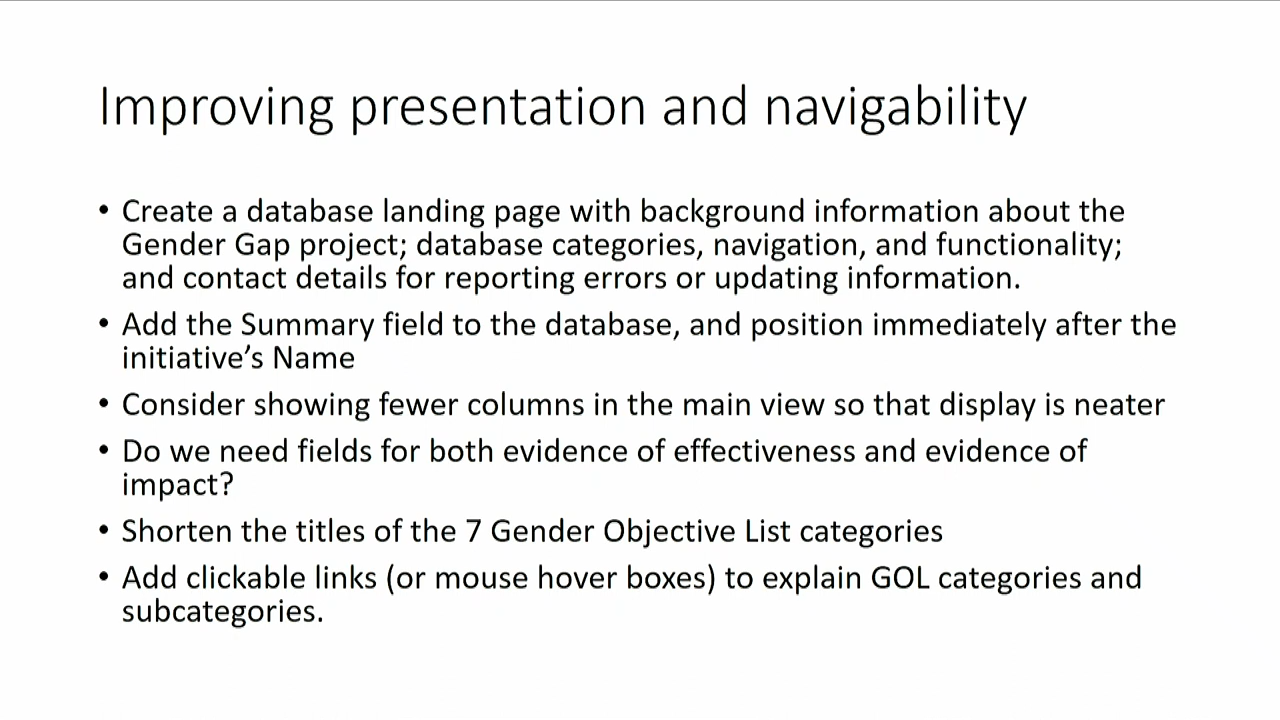 Improving presentation and navigability
• Create a database landing page with background information about the
Gender Gap project; database categories, navigation, and functionality;
and contact details for reporting errors or updating information.
• Add the Summary field to the database, and position immediately after the
initiative’s Name
• Consider showing fewer columns in the main view so that display is neater
• Do we need fields for both evidence of effectiveness and evidence of
impact?
• Shorten the titles of the 7 Gender Objective List categories
• Add clickable links (or mouse hover boxes) to explain GOL categories and
subcategories.